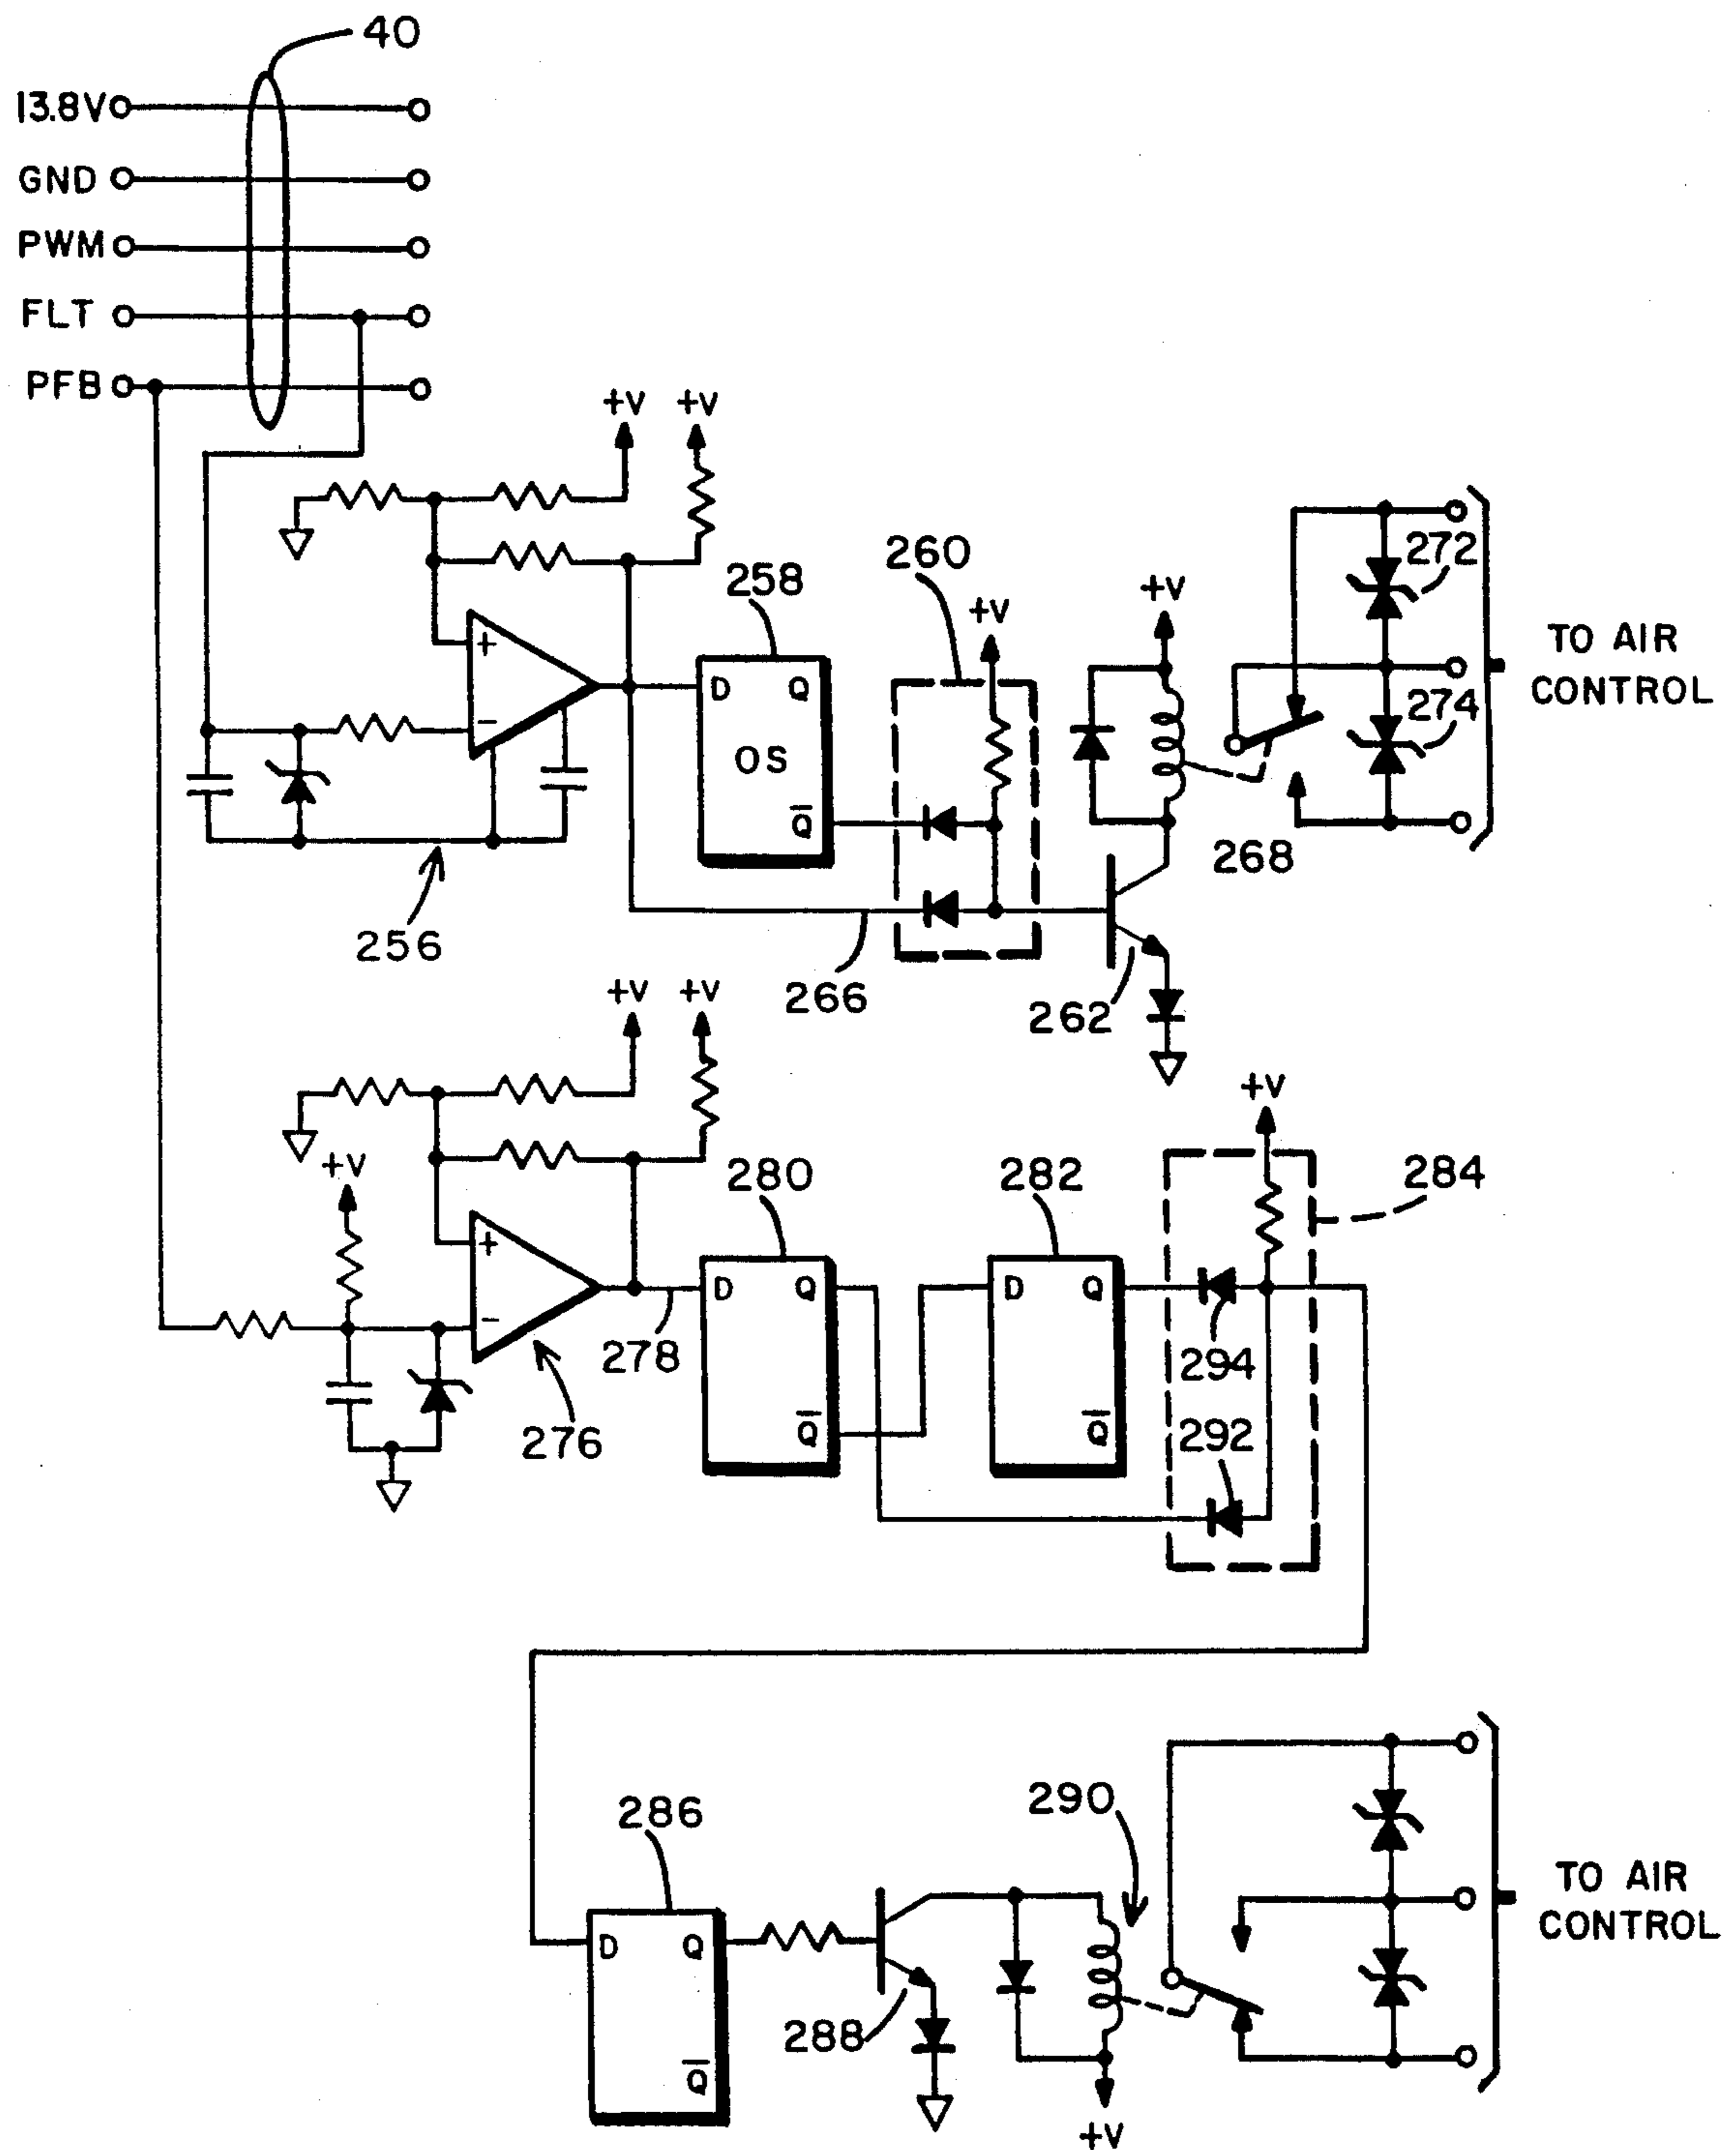 40
13.8V
GND
PWM
FLT
PFB
+V +V
272
260
258
+V
+V
TO AIR
CONTROL
+
D Q
274
-
OS
Q̅
268
256
266
262
+V +V
+V
+V
280
282
284
+
D Q
D Q
-
278
294
276
Q̅
Q̅
292
290
286
TO AIR
CONTROL
D Q
288
Q̅
+V